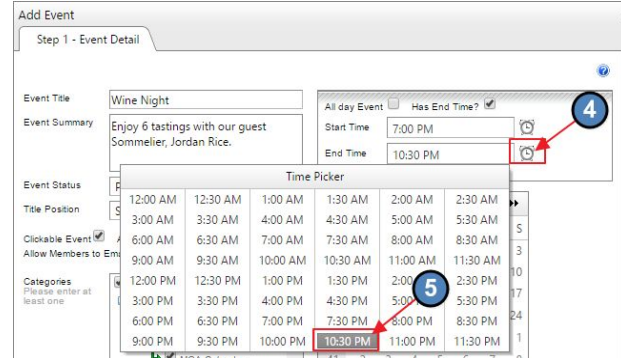 Add Event
Step 1 - Event Detail
Event Title
Wine Night
Event Summary
Enjoy 6 tastings with our guest
Sommelier, Jordan Rice.
All day Event Has End Time?
Start Time 7:00 PM
End Time 10:30 PM
4
Event Status
Title Position
Clickable Event
Allow Members to
Categories
Please enter at
least one
Time Picker
12:00 AM 12:30 AM 1:00 AM 1:30 AM 2:00 AM 2:30 AM
3:00 AM 3:30 AM 4:00 AM 4:30 AM 5:00 AM 5:30 AM
6:00 AM 6:30 AM 7:00 AM 7:30 AM 8:00 AM 8:30 AM
9:00 AM 9:30 AM 10:00 AM 10:30 AM 11:00 AM 11:30 AM
12:00 PM 12:30 PM 1:00 PM 1:30 PM 2:00 2:30 PM
3:00 PM 3:30 PM 4:00 PM 4:30 PM 5:00 5:30 PM
6:00 PM 6:30 PM 7:00 PM 7:30 PM 8:00 PM 8:30 PM
9:00 PM 9:30 PM 10:00 PM 10:30 PM 11:00 PM 11:30 PM
5
S
3
10
17
24
1